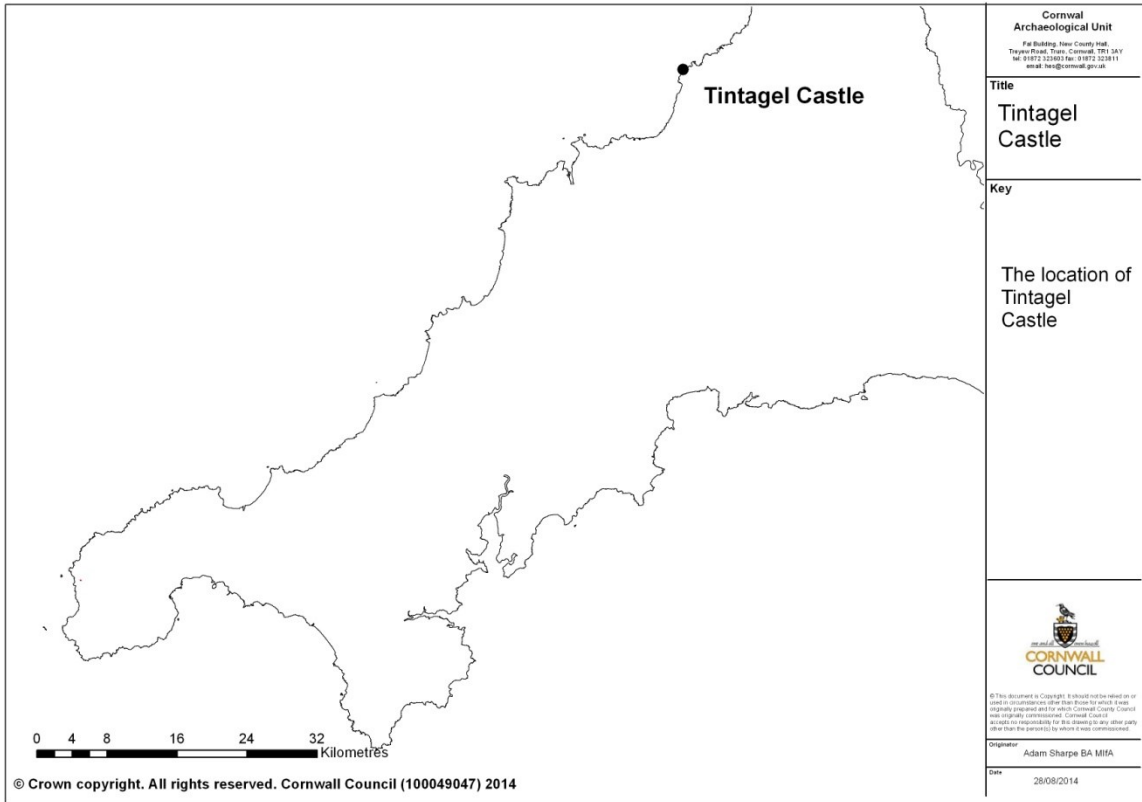 Tintagel Castle
0 4 8 16 24 32
Kilometres
© Crown copyright. All rights reserved. Cornwall Council (100049047) 2014
Cornwal
Archaeological Unit
Fal Building, New County Hall,
Treyew Road, Truro, Cornwall, TR1 3AY
tel: 01872 323603 fax: 01872 323811
email: hes@cornwall.gov.uk
Title
Tintagel
Castle
Key
The location of
Tintagel
Castle
one and all
CORNWALL
COUNCIL
© This document is Copyright. It should not be relied on or
used in circumstances other than those for which it was
originally prepared and for which Cornwall County Council
was originally commissioned. Cornwall Council
accepts no responsibility for this drawing to any other party
other than the person(s) by whom it was commissioned.
Originator
Adam Sharpe BA MIfA
Date
28/08/2014